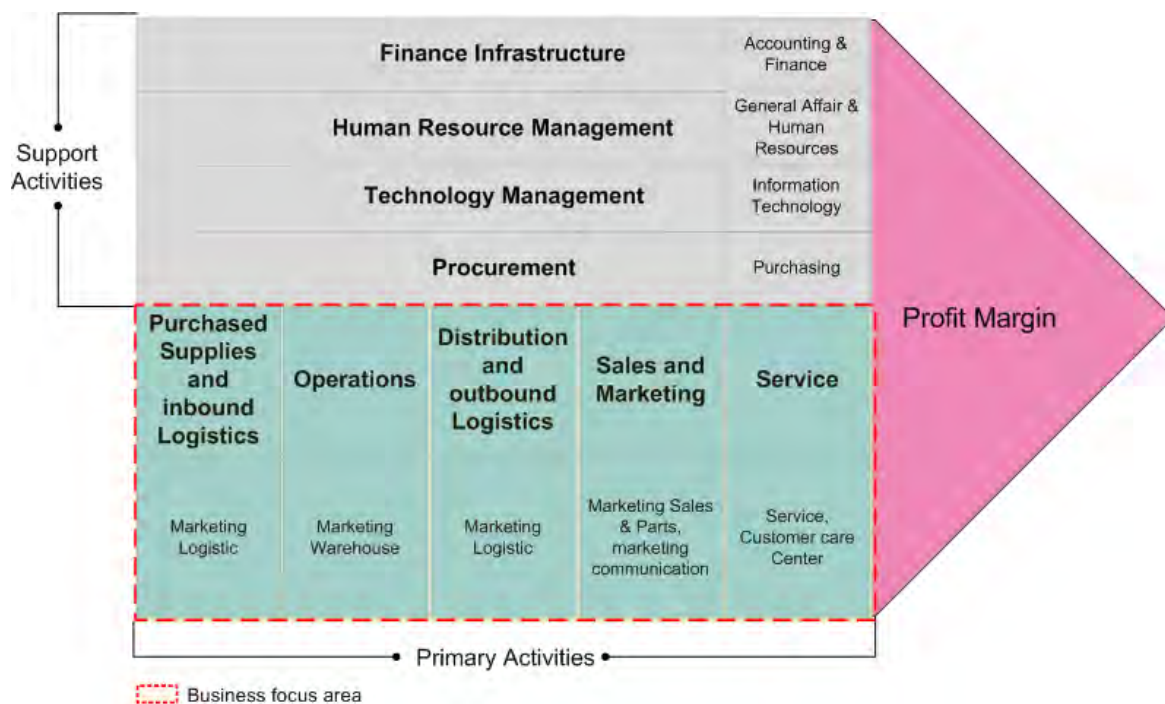 Support
Activities
Finance Infrastructure
Accounting &
Finance
Human Resource Management
General Affair &
Human
Resources
Technology Management
Information
Technology
Procurement
Purchasing
Purchased
Supplies
and
inbound
Logistics
Marketing
Logistic
Operations
Marketing
Warehouse
Distribution
and
outbound
Logistics
Marketing
Logistic
Sales and
Marketing
Marketing Sales
& Parts,
marketing
communication
Service
Service,
Customer care
Center
Profit Margin
Primary Activities
Business focus area